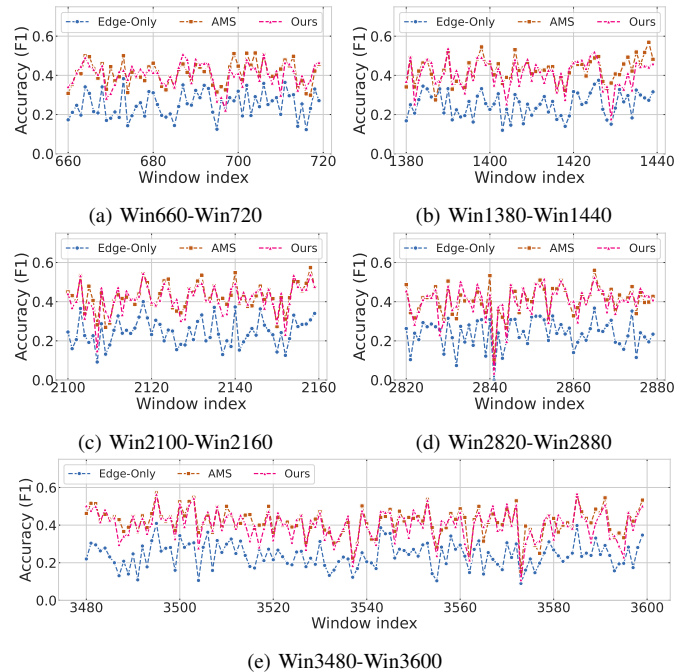 Edge-Only AMS Ours
Accuracy (F1)
0.6
0.4
0.2
0.0
660 680 700 720
Window index
(a) Win660-Win720
Edge-Only AMS Ours
Accuracy (F1)
0.6
0.4
0.2
0.0
1380 1400 1420 1440
Window index
(b) Win1380-Win1440
Edge-Only AMS Ours
Accuracy (F1)
0.6
0.4
0.2
0.0
2100 2120 2140 2160
Window index
(c) Win2100-Win2160
Edge-Only AMS Ours
Accuracy (F1)
0.6
0.4
0.2
0.0
2820 2840 2860 2880
Window index
(d) Win2820-Win2880
Edge-Only AMS Ours
Accuracy (F1)
0.6
0.4
0.2
0.0
3480 3500 3520 3540 3560 3580 3600
Window index
(e) Win3480-Win3600